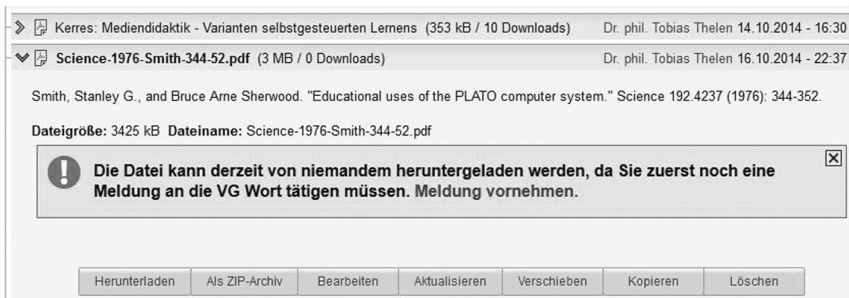 Kerres: Mediendidaktik - Varianten selbstgesteuerten Lernens (353 kB / 10 Downloads) Dr. phil. Tobias Thelen 14.10.2014 - 16:30
Science-1976-Smith-344-52.pdf (3 MB / 0 Downloads) Dr. phil. Tobias Thelen 16.10.2014 - 22:37
Smith, Stanley G., and Bruce Arne Sherwood. "Educational uses of the PLATO computer system." Science 192.4237 (1976): 344-352.
Dateigröße: 3425 kB Dateiname: Science-1976-Smith-344-52.pdf
Die Datei kann derzeit von niemandem heruntergeladen werden, da Sie zuerst noch eine
Meldung an die VG Wort tätigen müssen. Meldung vornehmen.
Herunterladen Als ZIP-Archiv Bearbeiten Aktualisieren Verschieben Kopieren Löschen